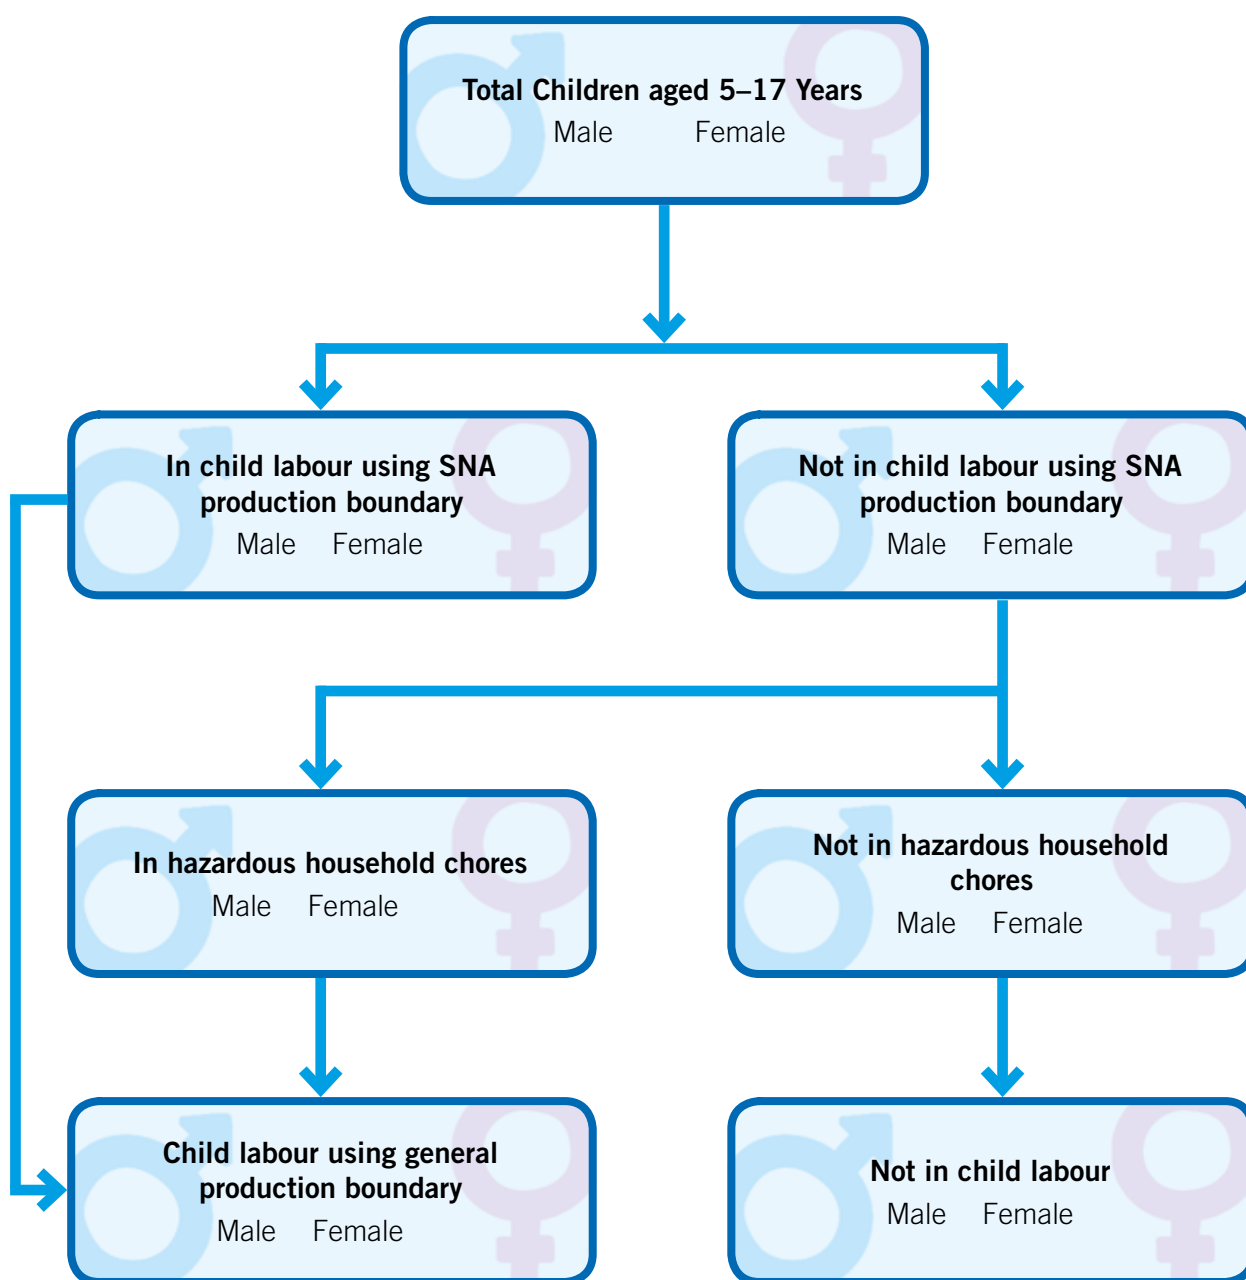 Total Children aged 5–17 Years
Male Female
In child labour using SNA
production boundary
Male Female
Not in child labour using SNA
production boundary
Male Female
In hazardous household chores
Male Female
Not in hazardous household
chores
Male Female
Child labour using general
production boundary
Male Female
Not in child labour
Male Female